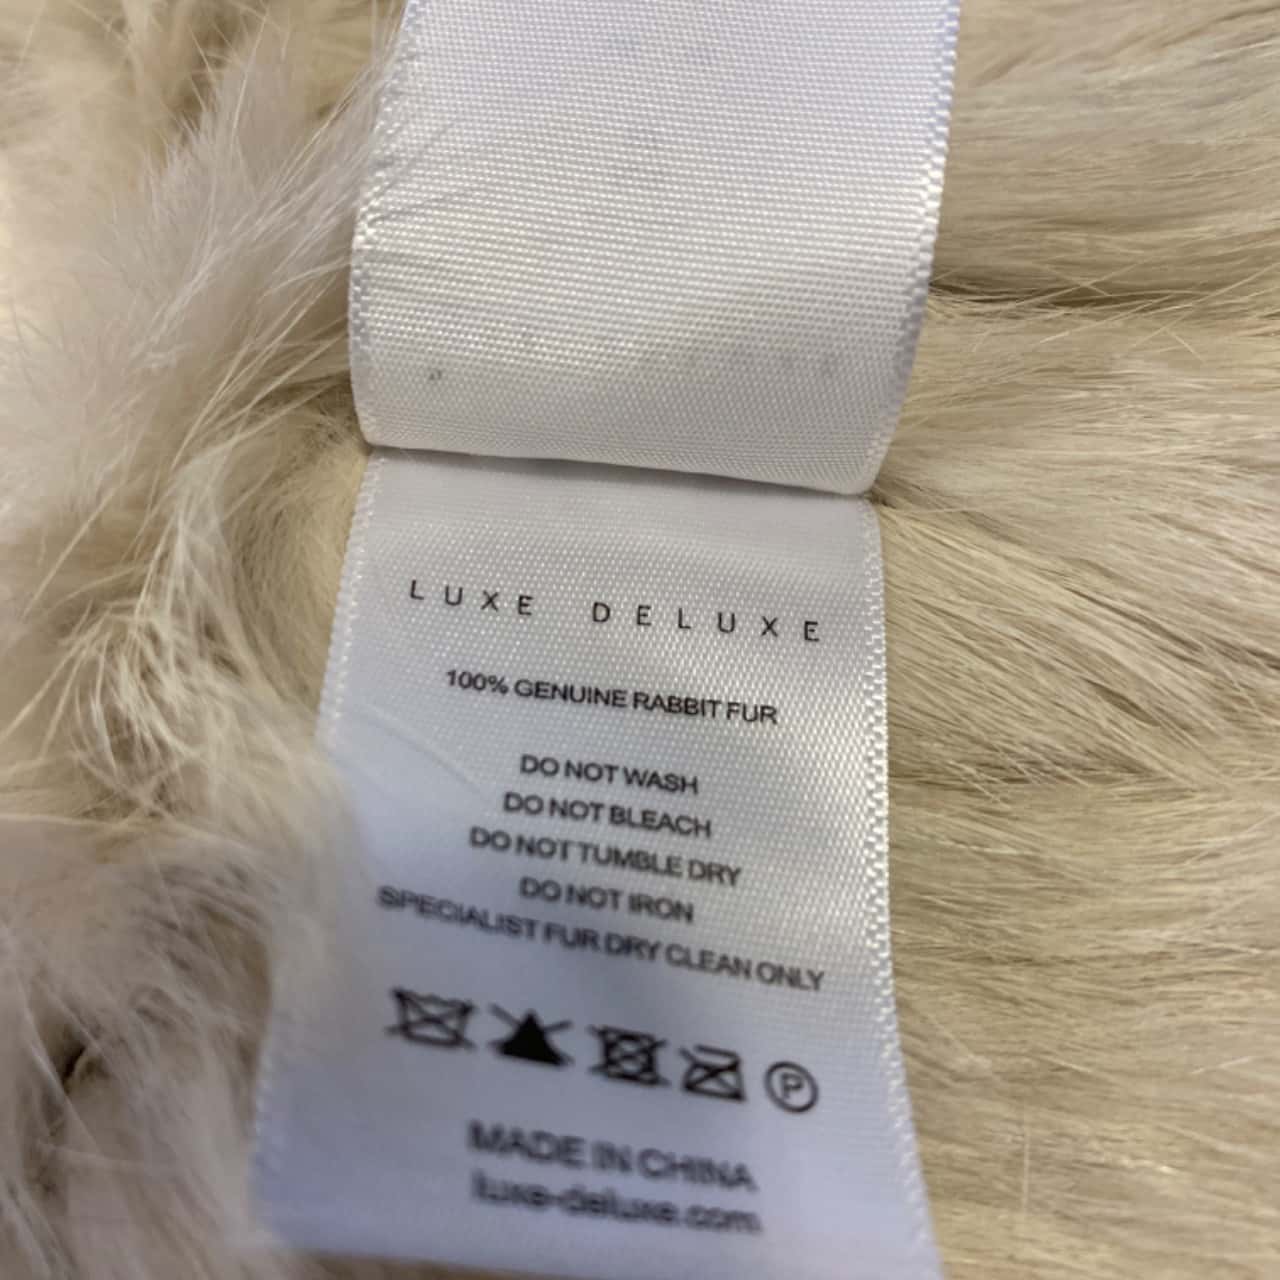 LUXE DELUXE
100% GENUINE RABBIT FUR
DO NOT WASH
DO NOT BLEACH
DO NOT TUMBLE DRY
DO NOT IRON
SPECIALIST FUR DRY CLEAN ONLY
P
MADE IN CHINA
luxe-deluxe.com